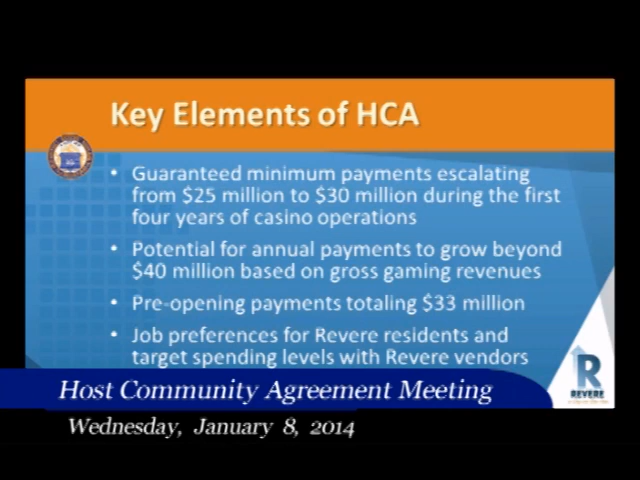 Key Elements of HCA
• Guaranteed minimum payments escalating
from $25 million to $30 million during the first
four years of casino operations
• Potential for annual payments to grow beyond
$40 million based on gross gaming revenues
• Pre-opening payments totaling $33 million
• Job preferences for Revere residents and
target spending levels with Revere vendors
R
REVERE
Host Community Agreement Meeting
Wednesday, January 8, 2014